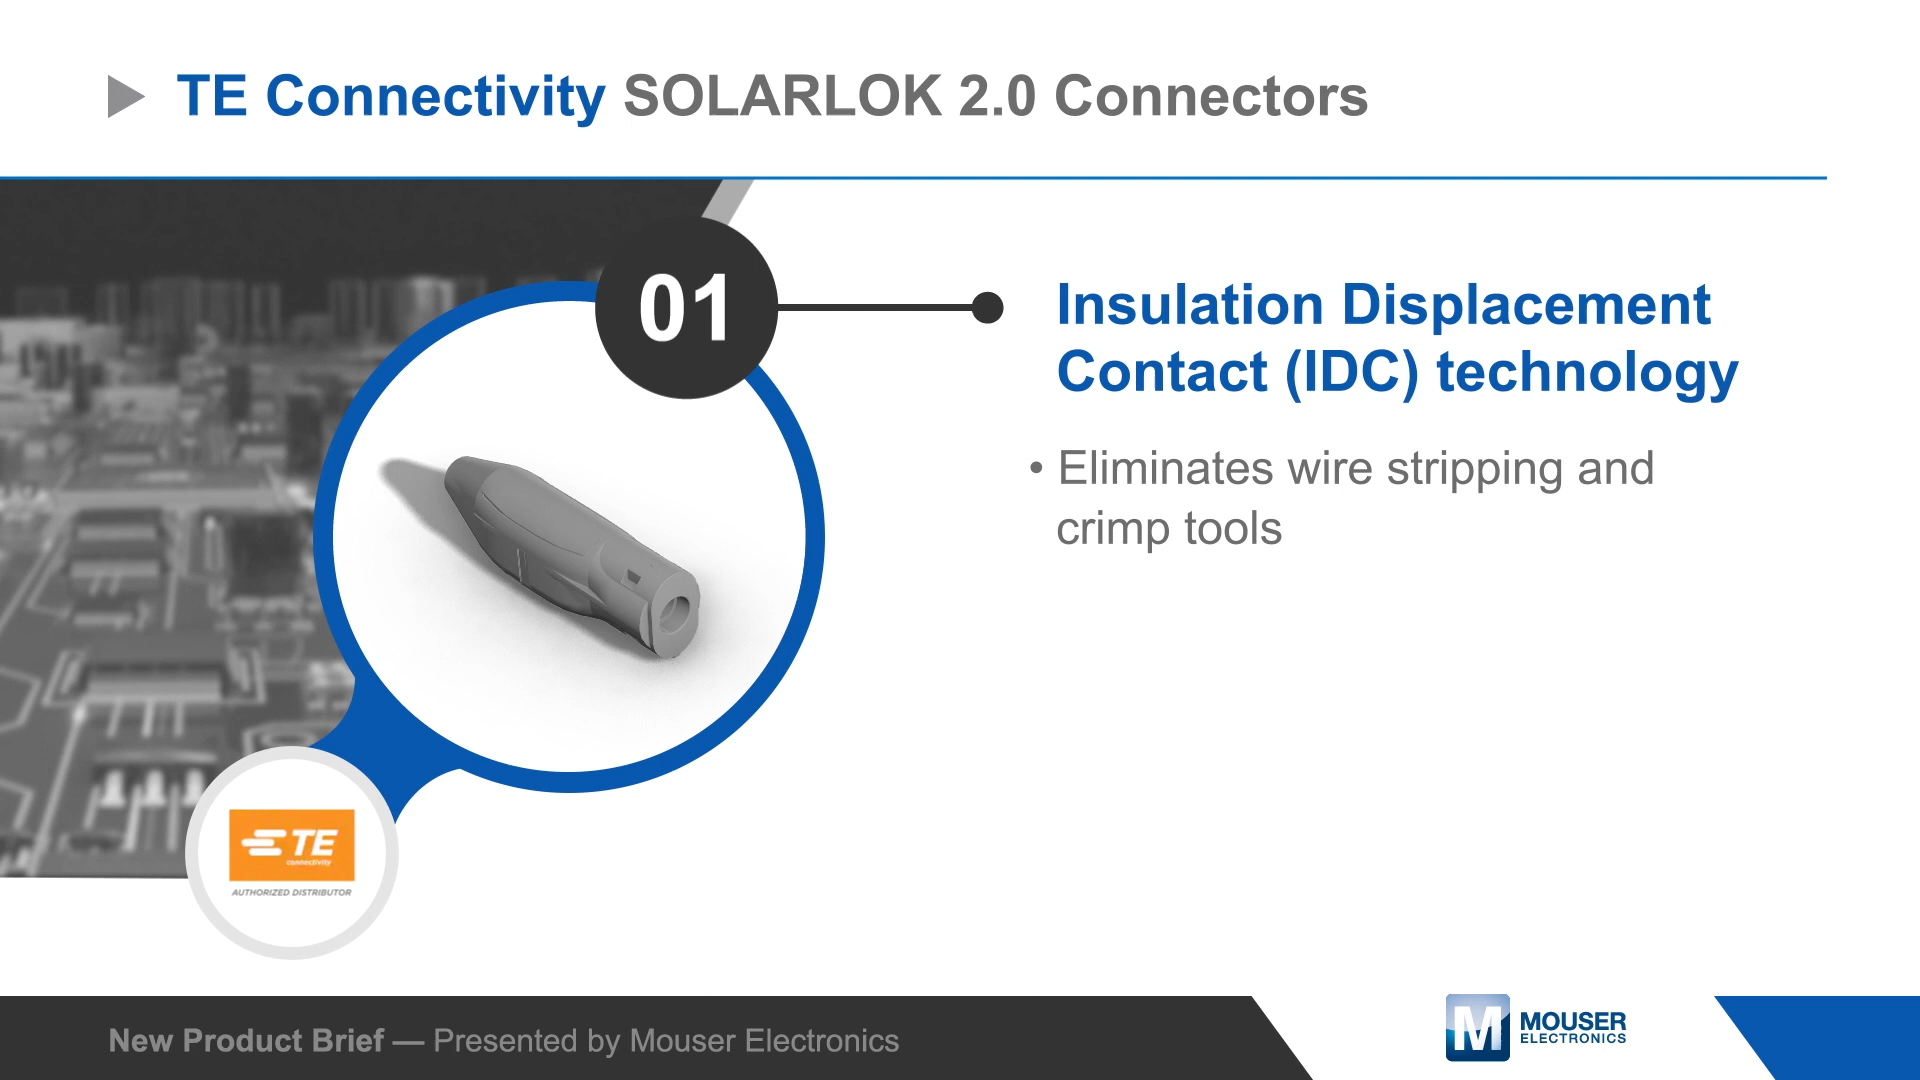 TE Connectivity SOLARLOK 2.0 Connectors
01
Insulation Displacement
Contact (IDC) technology
• Eliminates wire stripping and
crimp tools
TE
connectivity
AUTHORIZED DISTRIBUTOR
New Product Brief — Presented by Mouser Electronics
M
MOUSER
ELECTRONICS